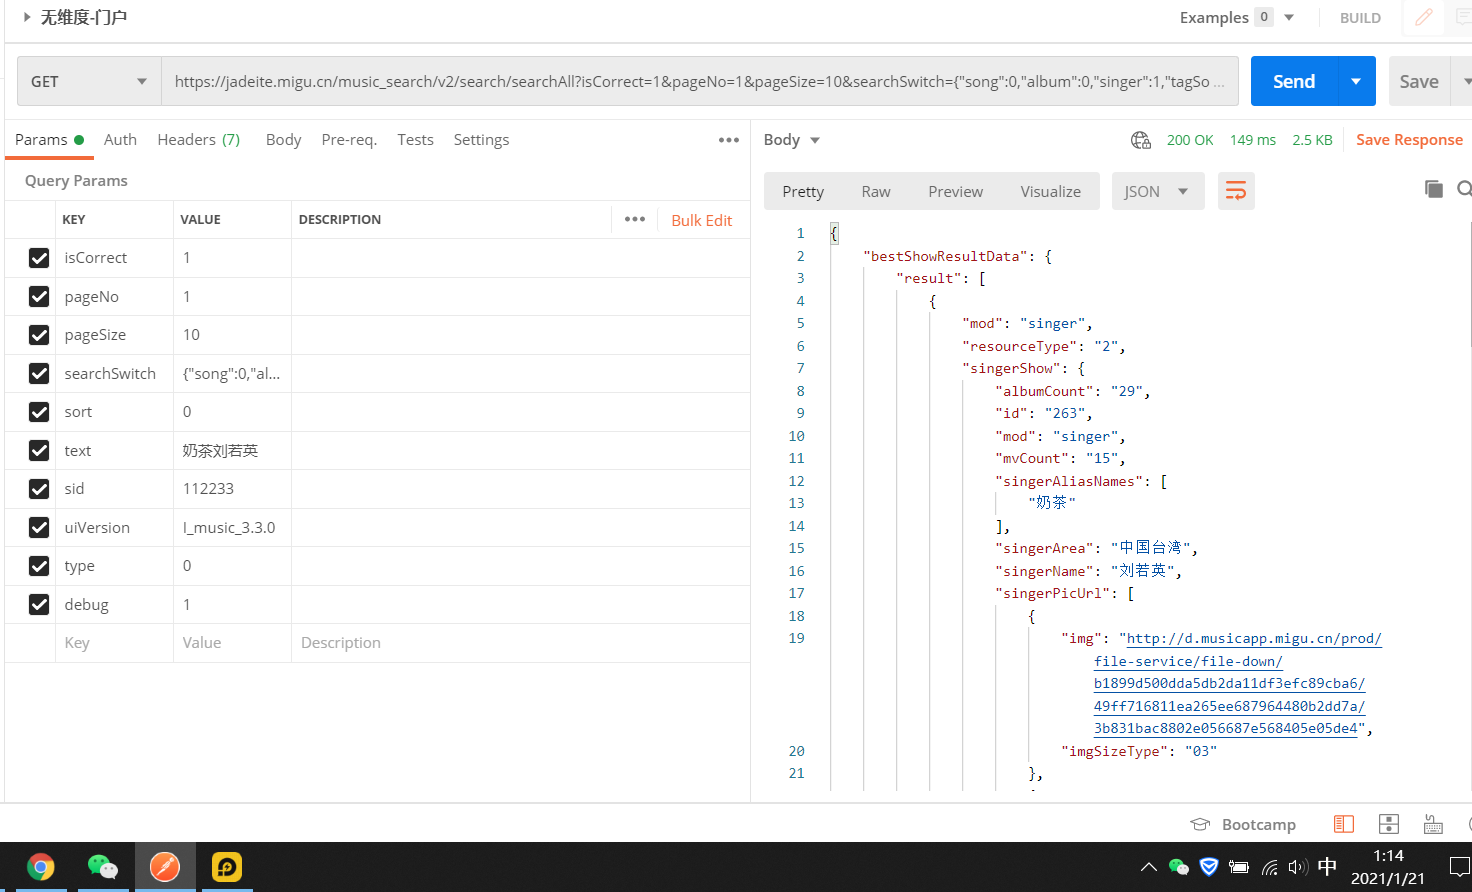 无维度-门户
Examples 0
BUILD
GET
https://jadeite.migu.cn/music_search/v2/search/searchAll?isCorrect=1&pageNo=1&pageSize=10&searchSwitch={"song":0,"album":0,"singer":1,"tagSo ...
Send
Save
Params
Auth
Headers (7)
Body
Pre-req.
Tests
Settings
Query Params
KEY VALUE DESCRIPTION
Bulk Edit
isCorrect 1
pageNo 1
pageSize 10
searchSwitch {"song":0,"al...
sort 0
text 奶茶刘若英
sid 112233
uiVersion I_music_3.3.0
type 0
debug 1
Key Value Description
Body
200 OK 149 ms 2.5 KB
Save Response
Pretty Raw Preview Visualize
JSON
1 {
2 "bestShowResultData": {
3 "result": [
4 {
5 "mod": "singer",
6 "resourceType": "2",
7 "singerShow": {
8 "albumCount": "29",
9 "id": "263",
10 "mod": "singer",
11 "mvCount": "15",
12 "singerAliasNames": [
13 "奶茶"
14 ],
15 "singerArea": "中国台湾",
16 "singerName": "刘若英",
17 "singerPicUrl": [
18 {
19 "img": "http://d.musicapp.migu.cn/prod/
file-service/file-down/
b1899d500dda5db2da11df3efc89cba6/
49ff716811ea265ee687964480b2dd7a/
3b831bac8802e056687e568405e05de4",
20 "imgSizeType": "03"
21 },
Bootcamp
中
1:14
2021/1/21